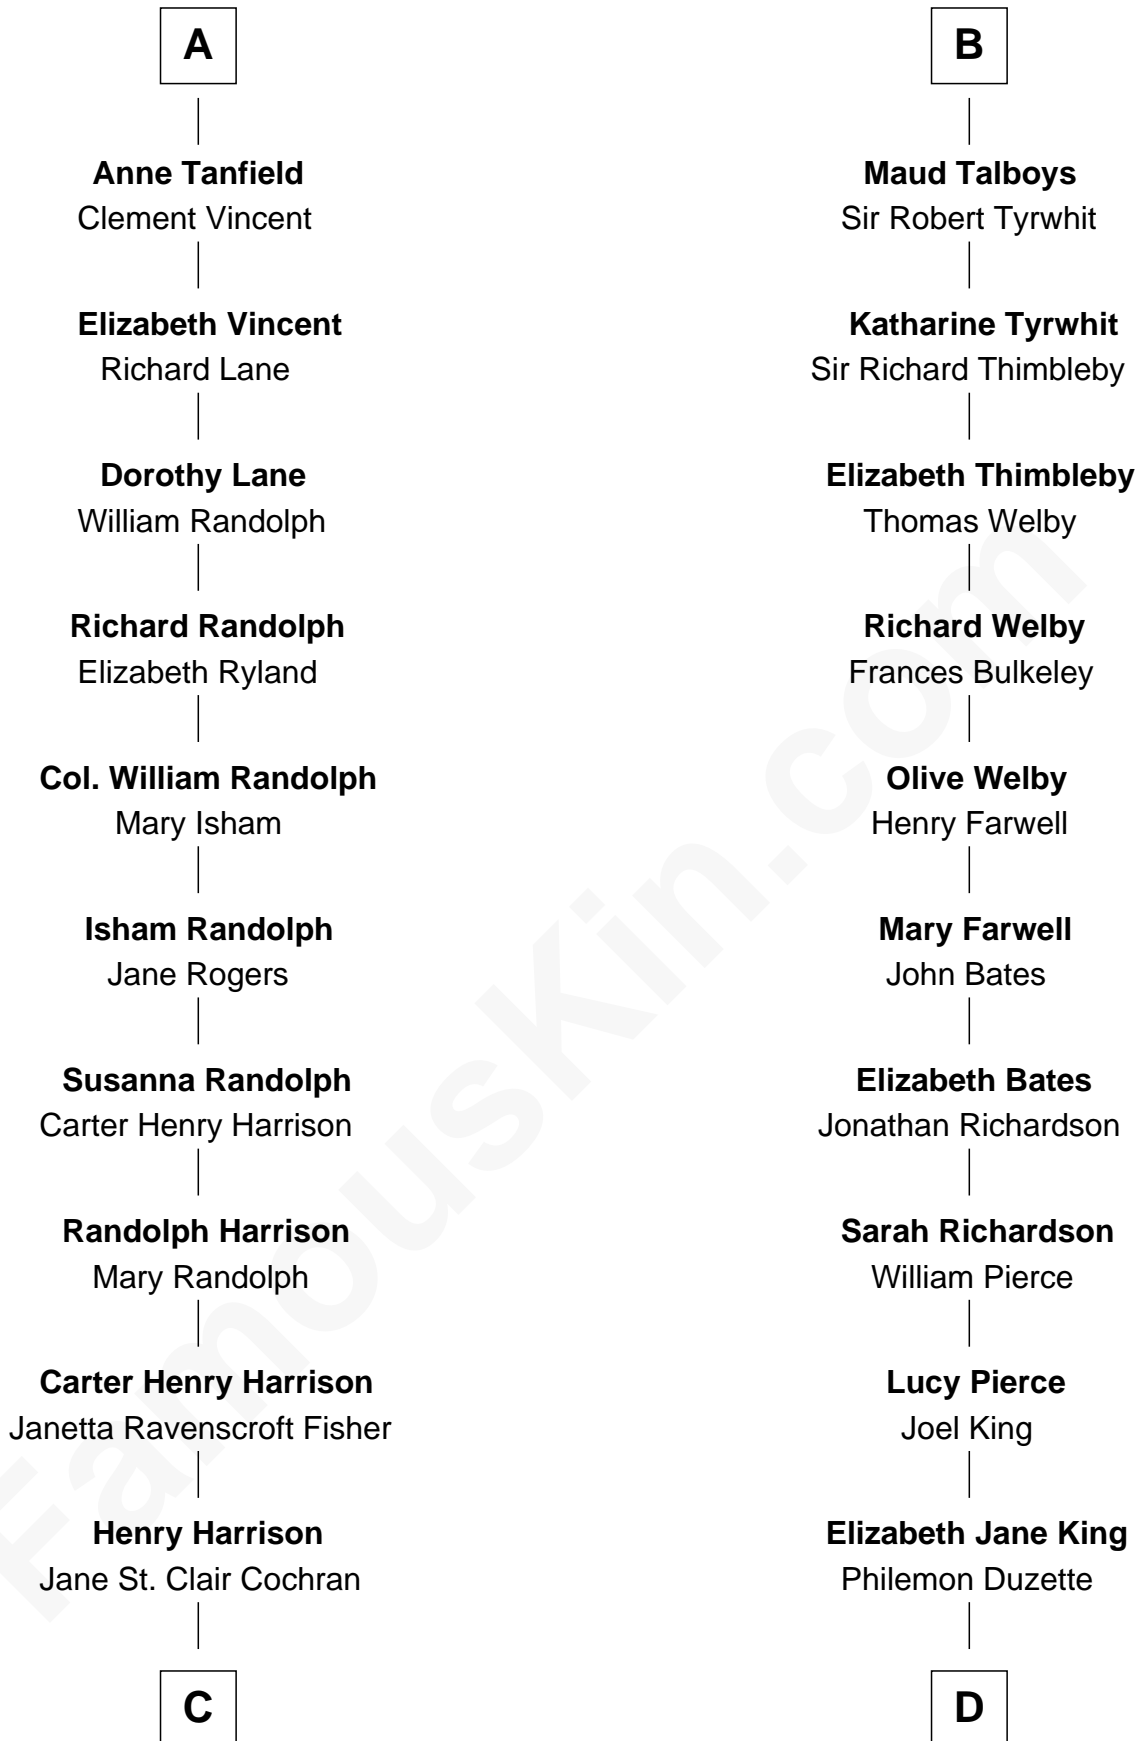 A
Anne Tanfield
Clement Vincent
Elizabeth Vincent
Richard Lane
Dorothy Lane
William Randolph
Richard Randolph
Elizabeth Ryland
Col. William Randolph
Mary Isham
Isham Randolph
Jane Rogers
Susanna Randolph
Carter Henry Harrison
Randolph Harrison
Mary Randolph
Carter Henry Harrison
Janetta Ravenscroft Fisher
Henry Harrison
Jane St. Clair Cochran
C
B
Maud Talboys
Sir Robert Tyrwhit
Katharine Tyrwhit
Sir Richard Thimbleby
Elizabeth Thimbleby
Thomas Welby
Richard Welby
Frances Bulkeley
Olive Welby
Henry Farwell
Mary Farwell
John Bates
Elizabeth Bates
Jonathan Richardson
Sarah Richardson
William Pierce
Lucy Pierce
Joel King
Elizabeth Jane King
Philemon Duzette
D
FamousKin.com